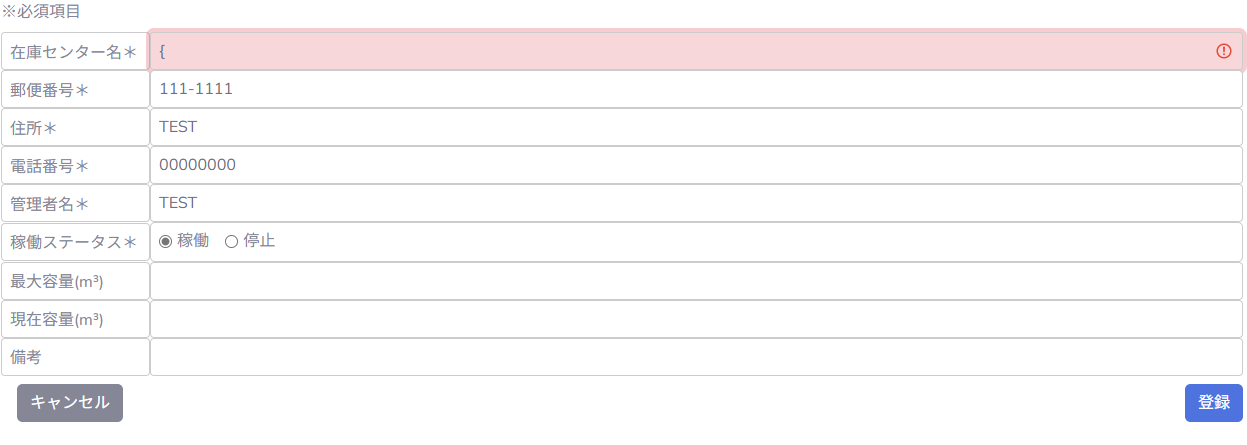 ※必須項目
在庫センター名＊ {
郵便番号＊ 111-1111
住所＊ TEST
電話番号＊ 00000000
管理者名＊ TEST
稼働ステータス＊ 稼働 停止
最大容量(m³)
現在容量(m³)
備考
キャンセル 登録